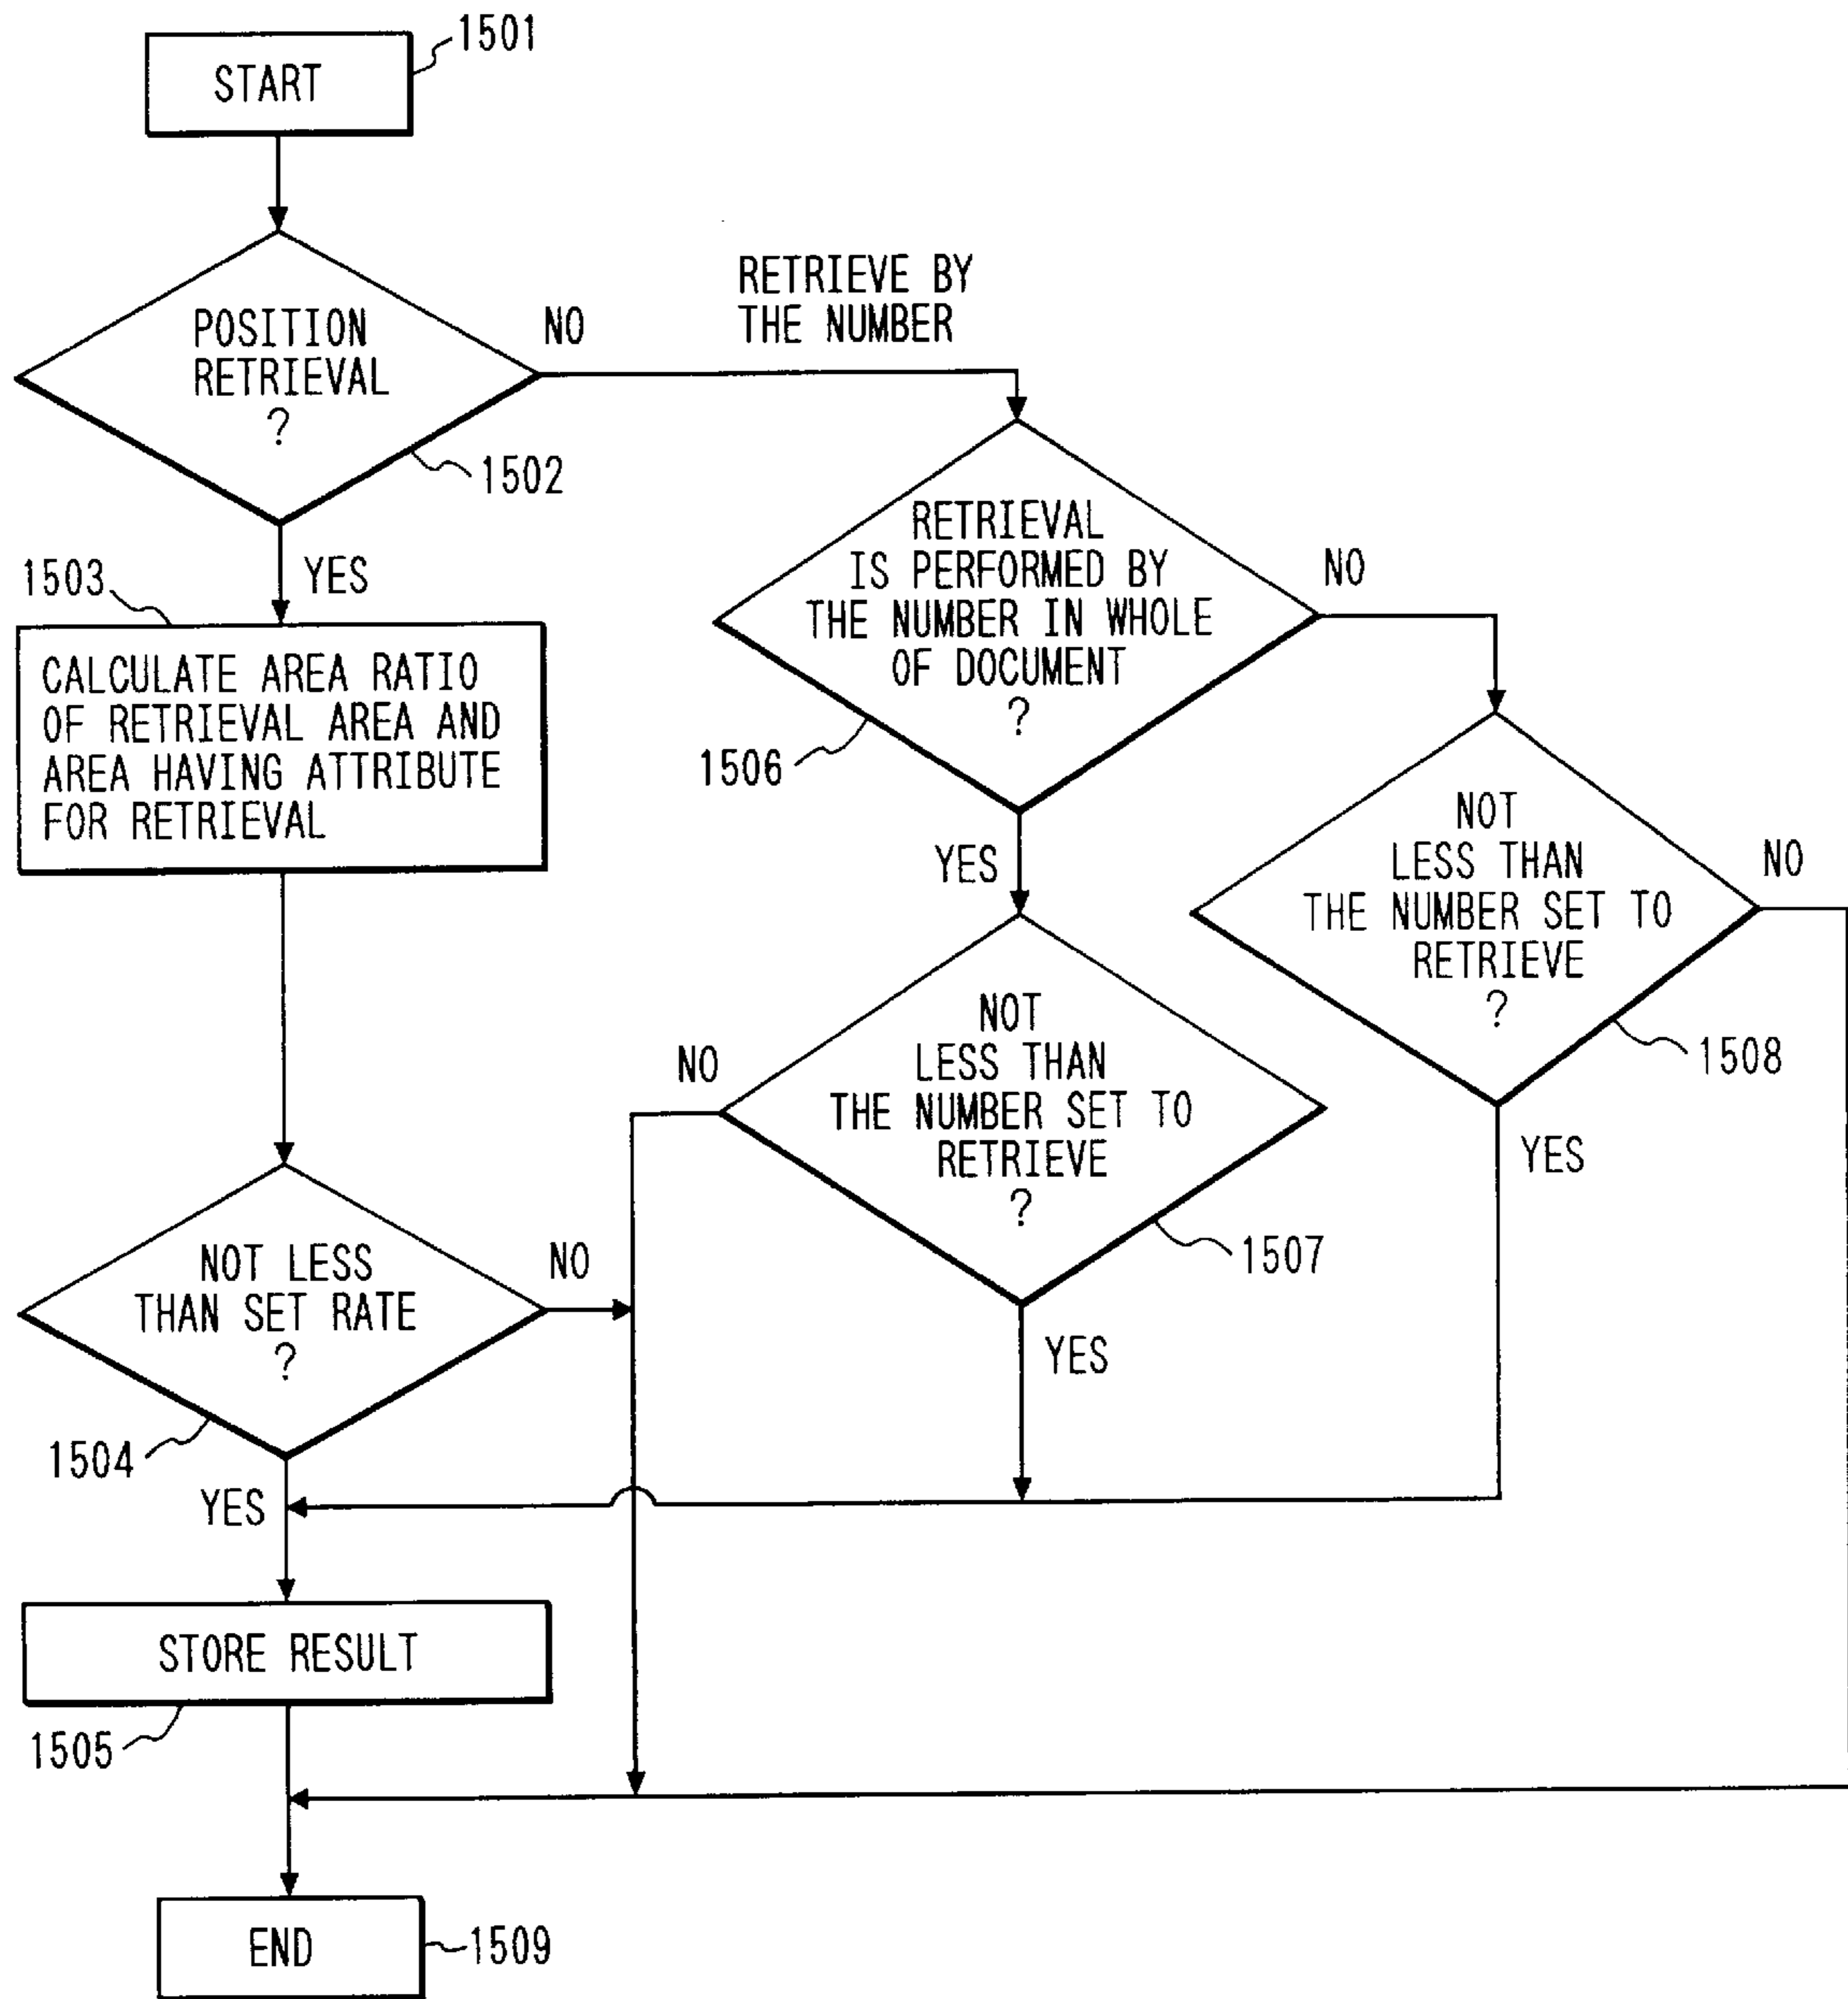 1501
START
RETRIEVE BY
THE NUMBER
POSITION
RETRIEVAL
?
NO
1502
YES
1503
CALCULATE AREA RATIO
OF RETRIEVAL AREA AND
AREA HAVING ATTRIBUTE
FOR RETRIEVAL
RETRIEVAL
IS PERFORMED BY
THE NUMBER IN WHOLE
OF DOCUMENT
?
NO
1506
YES
NOT
LESS THAN
THE NUMBER SET TO
RETRIEVE
?
NO
1508
YES
NOT
LESS THAN
THE NUMBER SET TO
RETRIEVE
?
NO
1507
YES
NOT LESS
THAN SET RATE
?
NO
1504
YES
STORE RESULT
1505
END
1509